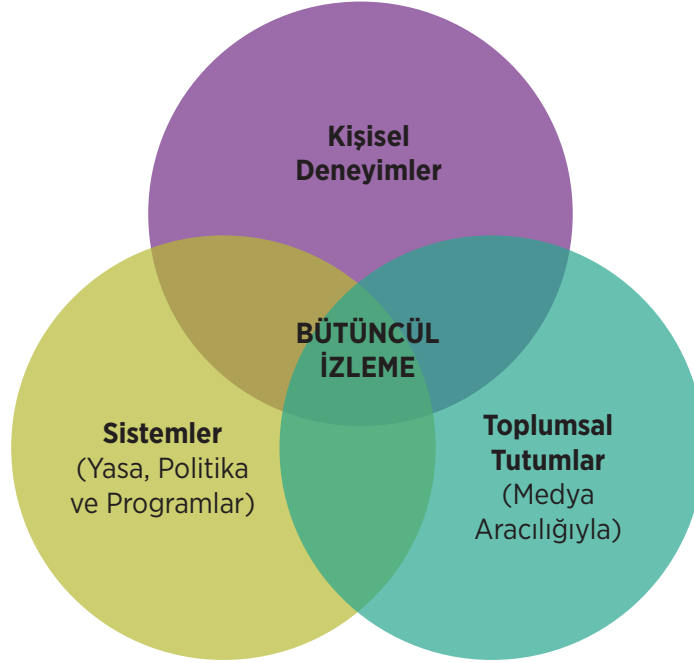 Kişisel
Deneyimler
BÜTÜNCÜL
İZLEME
Sistemler
(Yasa, Politika
ve Programlar)
Toplumsal
Tutumlar
(Medya
Aracılığıyla)